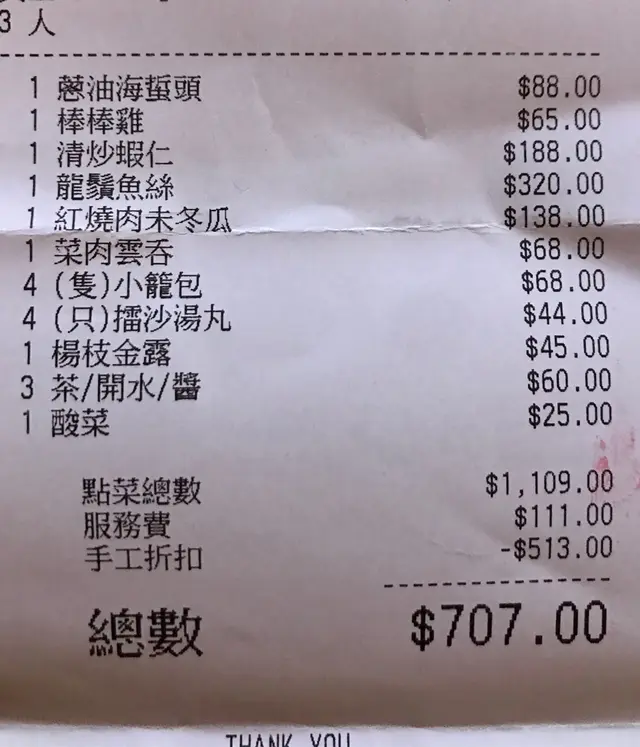 3 人
1 蔥油海蜇頭 $88.00
1 棒棒雞 $65.00
1 清炒蝦仁 $188.00
1 龍鬚魚絲 $320.00
1 紅燒肉未冬瓜 $138.00
1 菜肉雲吞 $68.00
4 (隻)小籠包 $68.00
4 (只)擂沙湯丸 $44.00
1 楊枝金露 $45.00
3 茶/開水/醬 $60.00
1 酸菜 $25.00
點菜總數 $1,109.00
服務費 $111.00
手工折扣 -$513.00
總數 $707.00
THANK YOU